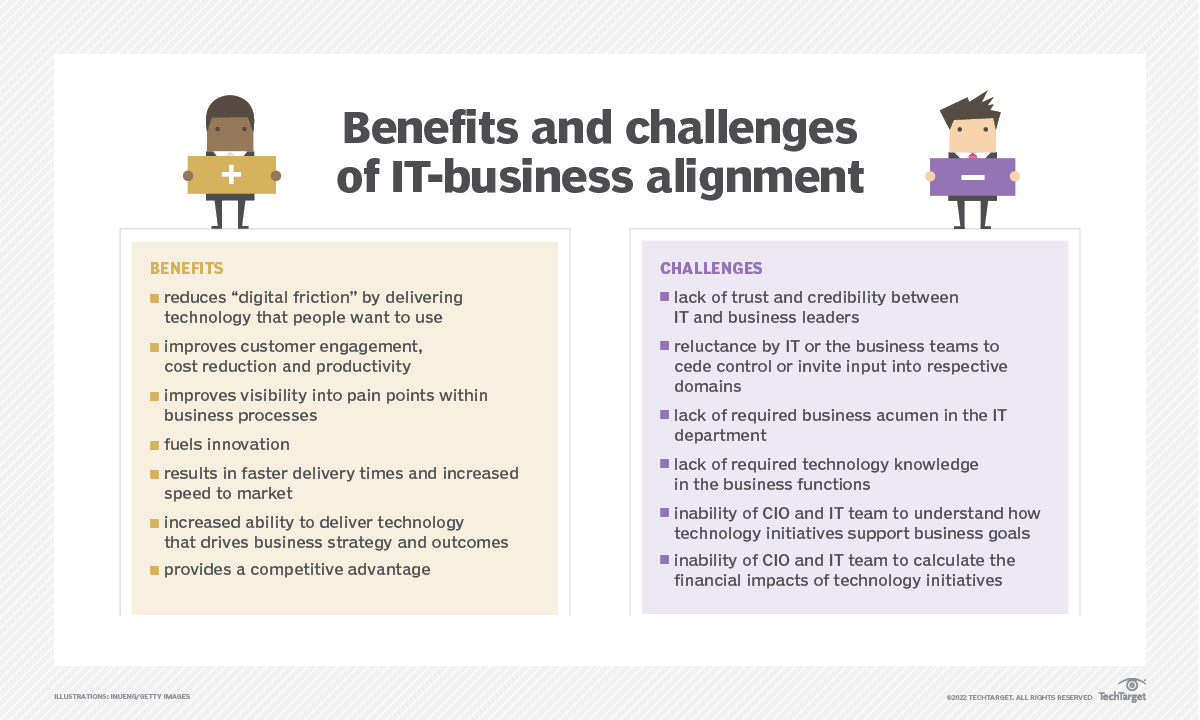 Benefits and challenges
of IT-business alignment
BENEFITS
reduces “digital friction” by delivering
technology that people want to use
improves customer engagement,
cost reduction and productivity
improves visibility into pain points within
business processes
fuels innovation
results in faster delivery times and increased
speed to market
increased ability to deliver technology
that drives business strategy and outcomes
provides a competitive advantage
CHALLENGES
lack of trust and credibility between
IT and business leaders
reluctance by IT or the business teams to
cede control or invite input into respective
domains
lack of required business acumen in the IT
department
lack of required technology knowledge
in the business functions
inability of CIO and IT team to understand how
technology initiatives support business goals
inability of CIO and IT team to calculate the
financial impacts of technology initiatives
ILLUSTRATIONS: INUENG/GETTY IMAGES
©2022 TECHTARGET. ALL RIGHTS RESERVED
TechTarget